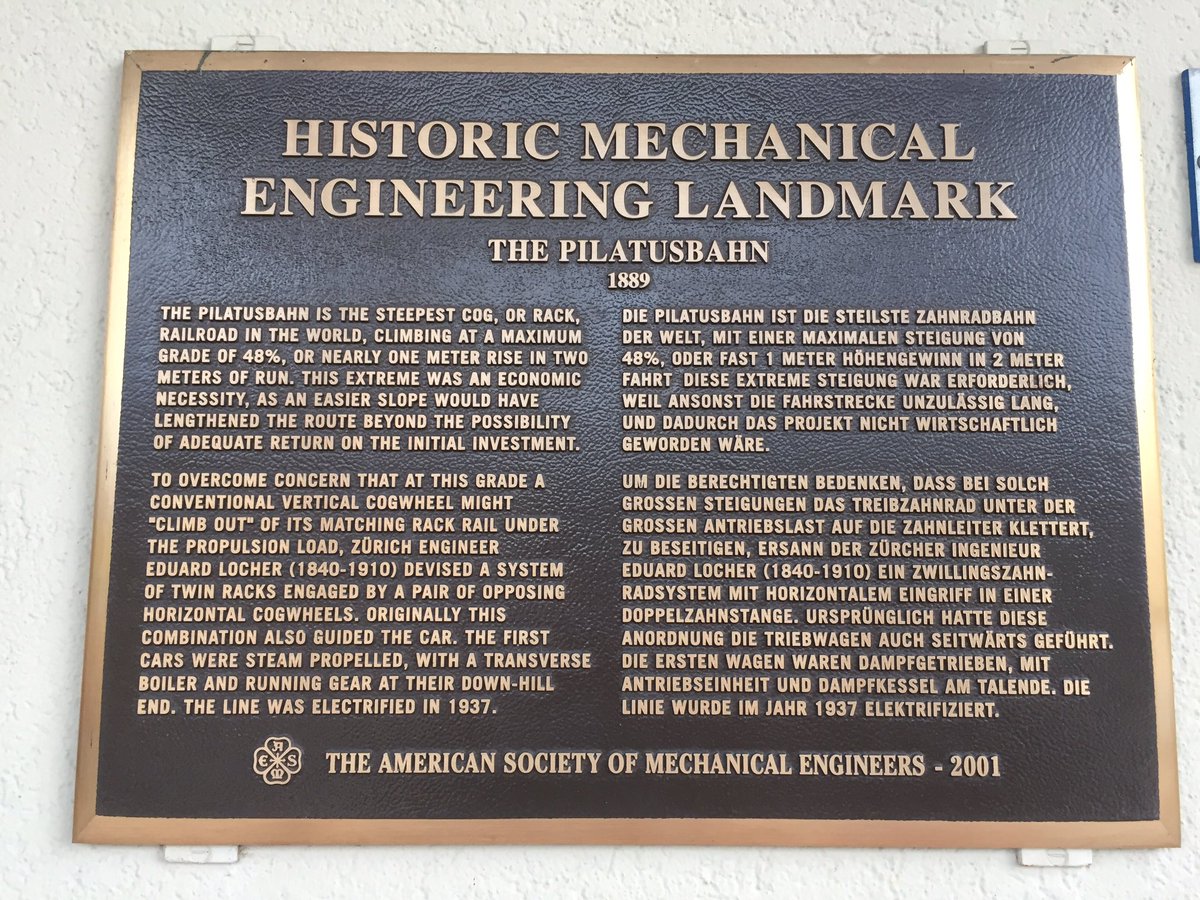 HISTORIC MECHANICAL
ENGINEERING LANDMARK
THE PILATUSBAHN
1889
THE PILATUSBAHN IS THE STEEPEST COG, OR RACK,
RAILROAD IN THE WORLD, CLIMBING AT A MAXIMUM
GRADE OF 48%, OR NEARLY ONE METER RISE IN TWO
METERS OF RUN. THIS EXTREME WAS AN ECONOMIC
NECESSITY, AS AN EASIER SLOPE WOULD HAVE
LENGTHENED THE ROUTE BEYOND THE POSSIBILITY
OF ADEQUATE RETURN ON THE INITIAL INVESTMENT.
TO OVERCOME CONCERN THAT AT THIS GRADE A
CONVENTIONAL VERTICAL COGWHEEL MIGHT
"CLIMB OUT" OF ITS MATCHING RACK RAIL UNDER
THE PROPULSION LOAD, ZÜRICH ENGINEER
EDUARD LOCHER (1840-1910) DEVISED A SYSTEM
OF TWIN RACKS ENGAGED BY A PAIR OF OPPOSING
HORIZONTAL COGWHEELS. ORIGINALLY THIS
COMBINATION ALSO GUIDED THE CAR. THE FIRST
CARS WERE STEAM PROPELLED, WITH A TRANSVERSE
BOILER AND RUNNING GEAR AT THEIR DOWN-HILL
END. THE LINE WAS ELECTRIFIED IN 1937.
DIE PILATUSBAHN IST DIE STEILSTE ZAHNRADBAHN
DER WELT, MIT EINER MAXIMALEN STEIGUNG VON
48%, ODER FAST 1 METER HÖHENGEWINN IN 2 METER
FAHRT DIESE EXTREME STEIGUNG WAR ERFORDERLICH,
WEIL ANSONST DIE FAHRSTRECKE UNZULÄSSIG LANG,
UND DADURCH DAS PROJEKT NICHT WIRTSCHAFTLICH
GEWORDEN WÄRE.
UM DIE BERECHTIGTEN BEDENKEN, DASS BEI SOLCH
GROSSEN STEIGUNGEN DAS TREIBZAHNRAD UNTER DER
GROSSEN ANTRIEBSLAST AUF DIE ZAHNLEITER KLETTERT,
ZU BESEITIGEN, ERSANN DER ZÜRCHER INGENIEUR
EDUARD LOCHER (1840-1910) EIN ZWILLINGSZAHN-
RADSYSTEM MIT HORIZONTALEM EINGRIFF IN EINER
DOPPELZAHNSTANGE. URSPRÜNGLICH HATTE DIESE
ANORDNUNG DIE TRIEBWAGEN AUCH SEITWÄRTS GEFÜHRT.
DIE ERSTEN WAGEN WAREN DAMPFGETRIEBEN, MIT
ANTRIEBSEINHEIT UND DAMPFKESSEL AM TALENDE. DIE
LINIE WURDE IM JAHR 1937 ELEKTRIFIZIERT.
A S M E
THE AMERICAN SOCIETY OF MECHANICAL ENGINEERS - 2001